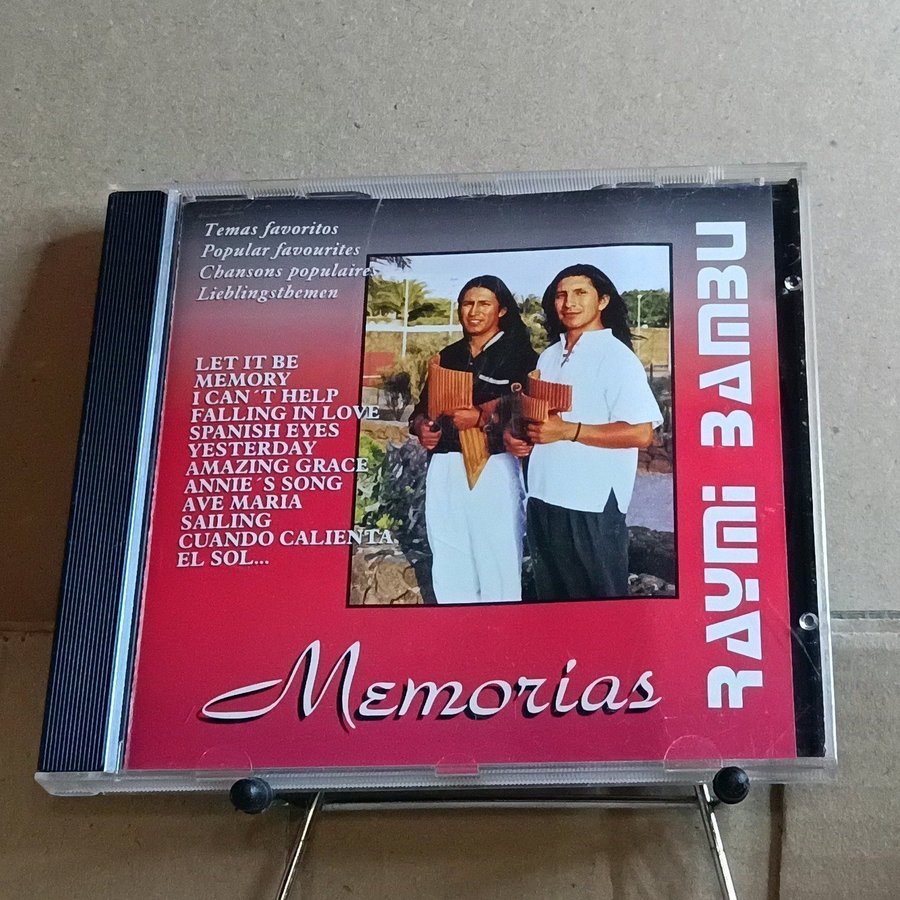 Temas favoritos
Popular favourites
Chansons populaires
Lieblingsthemen
LET IT BE
MEMORY
I CAN´T HELP
FALLING IN LOVE
SPANISH EYES
YESTERDAY
AMAZING GRACE
ANNIE´S SONG
AVE MARIA
SAILING
CUANDO CALIENTA
EL SOL...
Memorias
RAYMI BAMBU